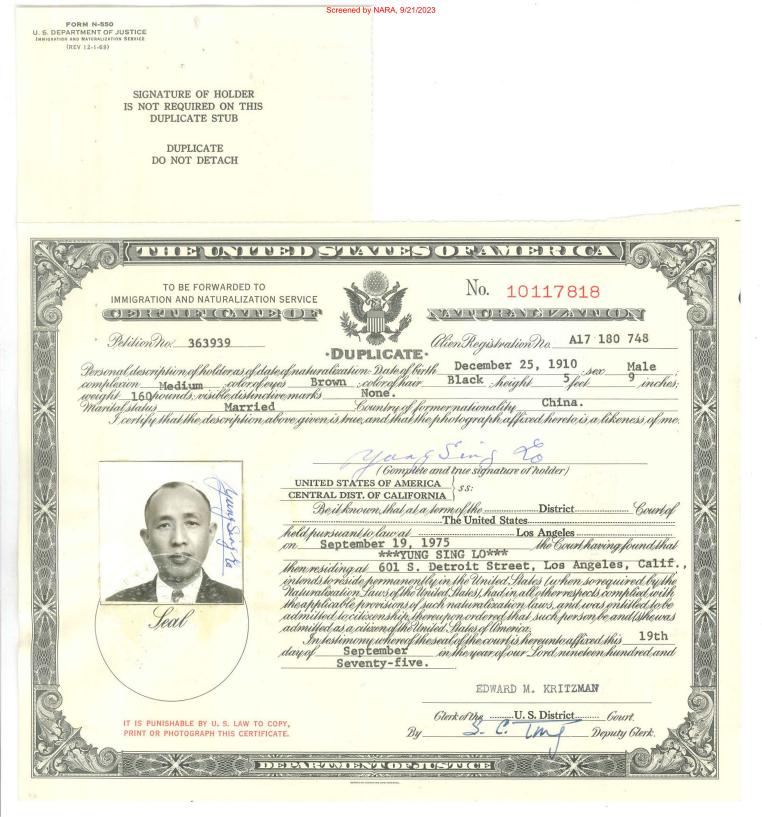 Screened by NARA, 9/21/2023
FORM N-550
U. S. DEPARTMENT OF JUSTICE
IMMIGRATION AND NATURALIZATION SERVICE
(REV 12-1-69)
SIGNATURE OF HOLDER
IS NOT REQUIRED ON THIS
DUPLICATE STUB
DUPLICATE
DO NOT DETACH
THE UNITED STATES OF AMERICA
TO BE FORWARDED TO
IMMIGRATION AND NATURALIZATION SERVICE
No. 10117818
CERTIFICATE OF NATURALIZATION
Petition No. 363939 Alien Registration No. A17 180 748
DUPLICATE
Personal description of holder as of date of naturalization: Date of birth December 25, 1910; sex Male;
complexion Medium color of eyes Brown; color of hair Black; height 5 feet 9 inches;
weight 160 pounds; visible distinctive marks None.
Marital status Married Country of former nationality China.
I certify that the description above given is true, and that the photograph affixed hereto is a likeness of me.
Yung Sing Lo
(Complete and true signature of holder)
UNITED STATES OF AMERICA
CENTRAL DIST. OF CALIFORNIA } ss:
Be it known, that at a term of the District Court of
The United States
held pursuant to law at Los Angeles
on September 19, 1975 the Court having found that
***YUNG SING LO***
then residing at 601 S. Detroit Street, Los Angeles, Calif.,
intends to reside permanently in the United States (when so required by the
Naturalization Laws of the United States), had in all other respects complied with
the applicable provisions of such naturalization laws, and was entitled to be
admitted to citizenship, thereupon ordered that such person be and (s)he was
admitted as a citizen of the United States of America.
In testimony whereof the seal of the court is hereunto affixed this 19th
day of September in the year of our Lord nineteen hundred and
Seventy-five.
Yung Sing Lo
Seal
EDWARD M. KRITZMAN
Clerk of the U. S. District Court.
By S. C. Tong Deputy Clerk.
IT IS PUNISHABLE BY U. S. LAW TO COPY,
PRINT OR PHOTOGRAPH THIS CERTIFICATE.
DEPARTMENT OF JUSTICE